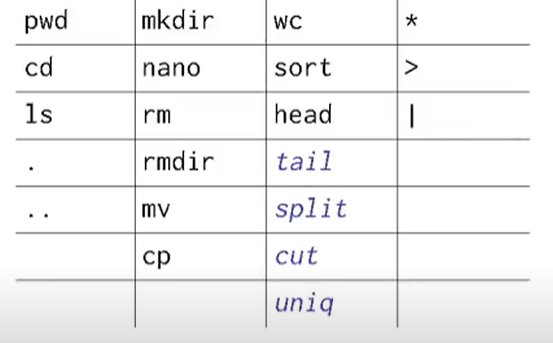 pwd mkdir wc *
cd nano sort >
ls rm head |
. rmdir tail
.. mv split
cp cut
uniq